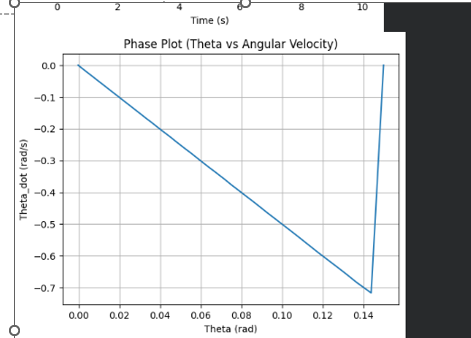 0 2 4 6 8 10
Time (s)
Phase Plot (Theta vs Angular Velocity)
0.0
−0.1
−0.2
−0.3
−0.4
−0.5
−0.6
−0.7
Theta_dot (rad/s)
0.00 0.02 0.04 0.06 0.08 0.10 0.12 0.14
Theta (rad)